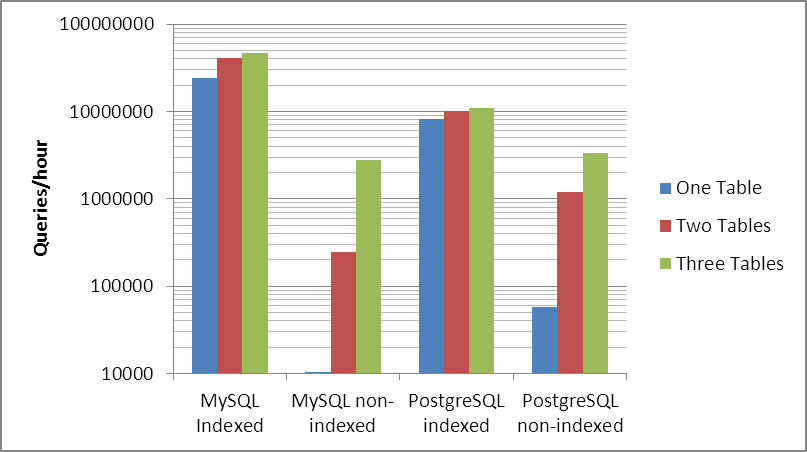 100000000
10000000
1000000
100000
10000
Queries/hour
MySQL
Indexed
MySQL non-
indexed
PostgreSQL
indexed
PostgreSQL
non-indexed
One Table
Two Tables
Three Tables